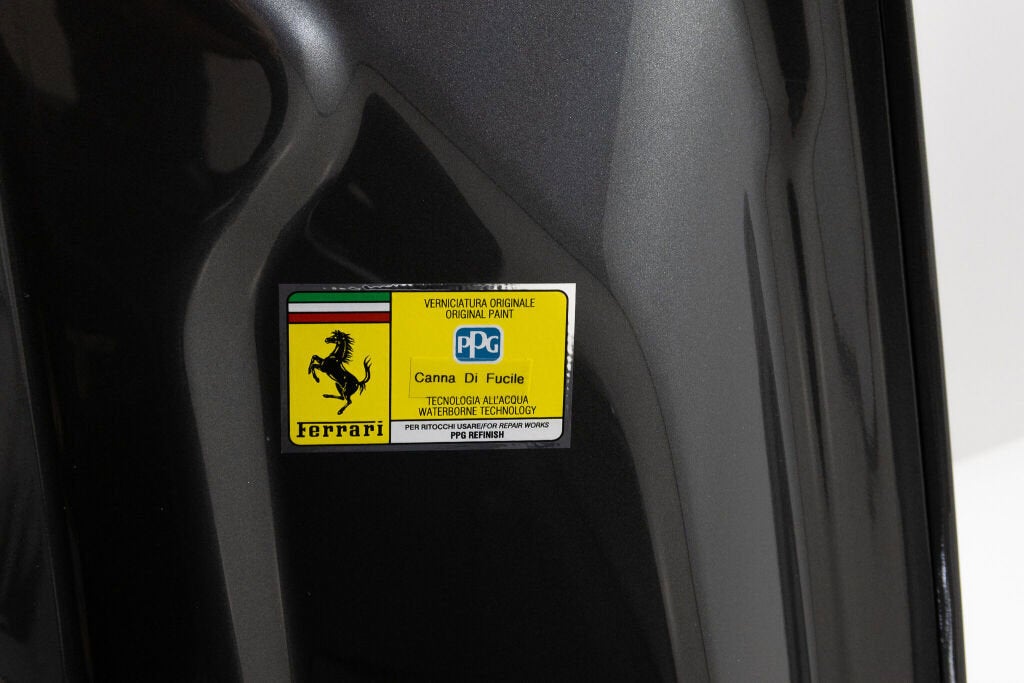 VERNICIATURA ORIGINALE
ORIGINAL PAINT
PPG
Canna Di Fucile
TECNOLOGIA ALL'ACQUA
WATERBORNE TECHNOLOGY
Ferrari
PER RITOCCHI USARE/FOR REPAIR WORKS
PPG REFINISH